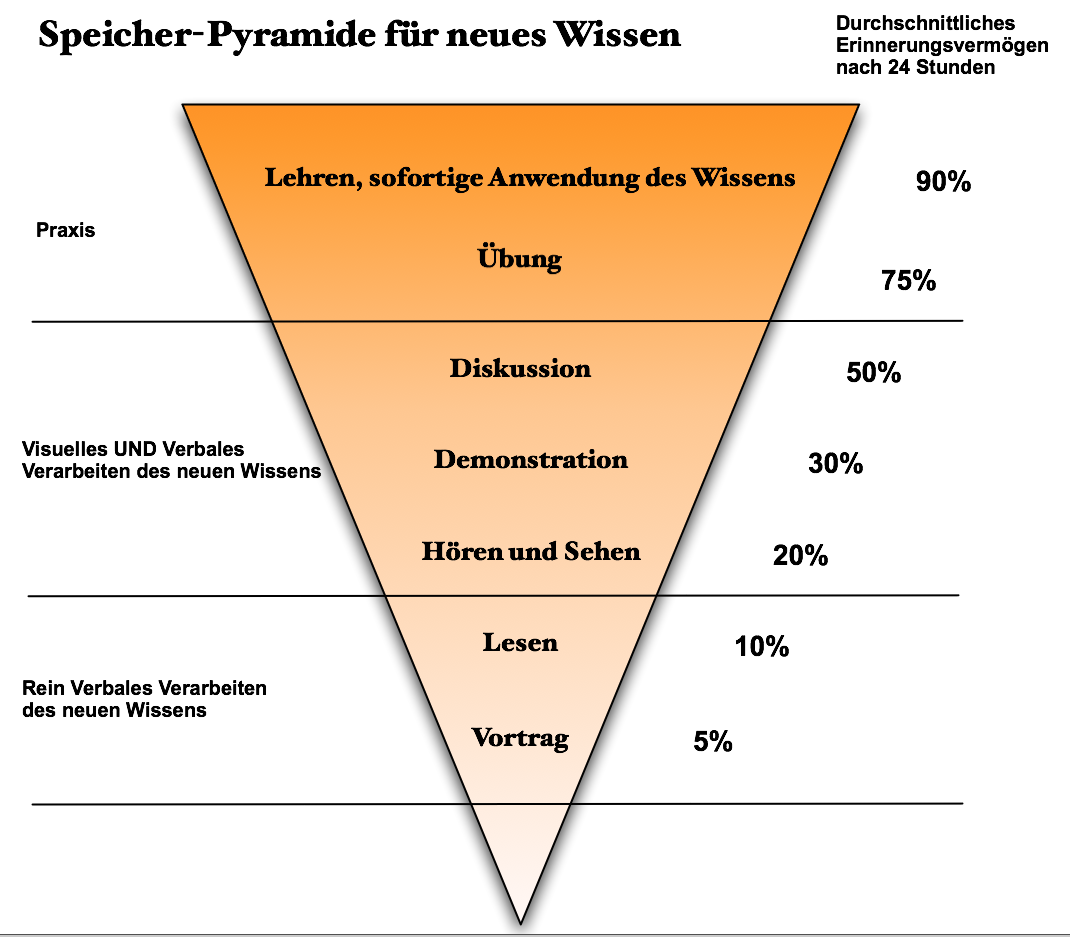 Speicher-Pyramide für neues Wissen
Durchschnittliches
Erinnerungsvermögen
nach 24 Stunden
Lehren, sofortige Anwendung des Wissens
90%
Praxis
Übung
75%
Diskussion
50%
Visuelles UND Verbales
Verarbeiten des neuen Wissens
Demonstration
30%
Hören und Sehen
20%
Lesen
10%
Rein Verbales Verarbeiten
des neuen Wissens
Vortrag
5%